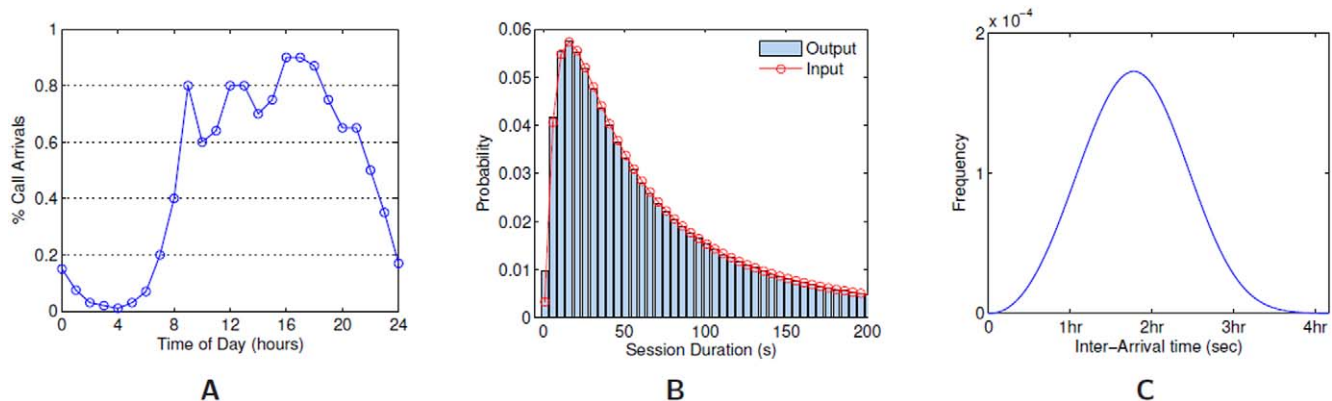 1
0.8
0.6
0.4
0.2
0
% Call Arrivals
0 4 8 12 16 20 24
Time of Day (hours)
A
0.06
0.05
0.04
0.03
0.02
0.01
0
Probability
Output
Input
0 50 100 150 200
Session Duration (s)
B
x 10⁻⁴
2
1
0
Frequency
0 1hr 2hr 3hr 4hr
Inter-Arrival time (sec)
C